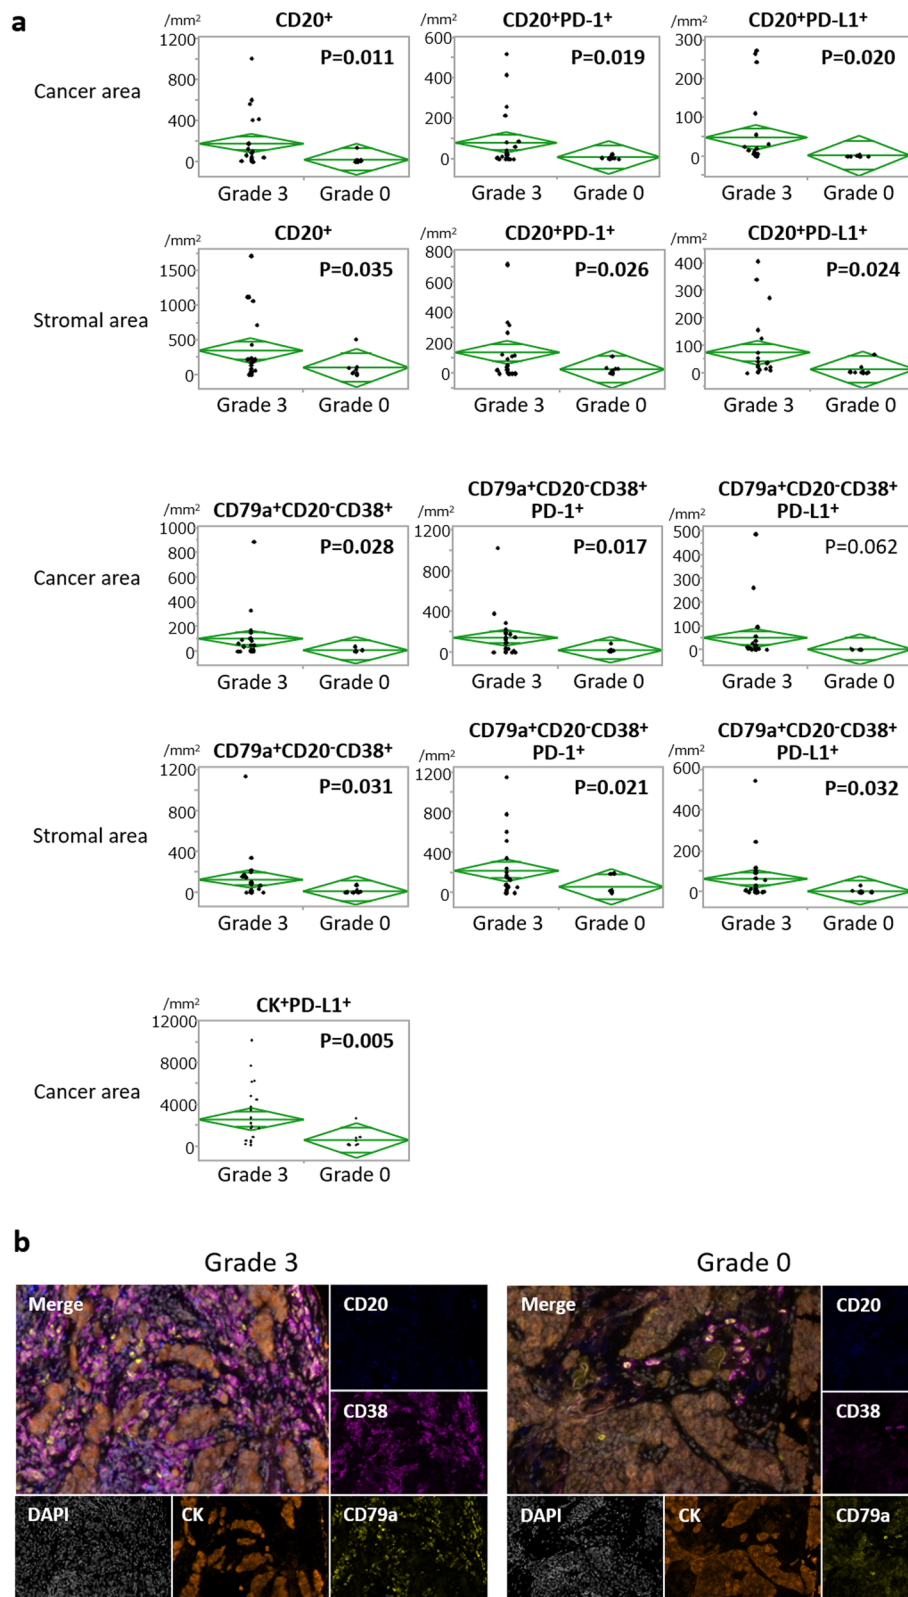 a
CD20⁺ CD20⁺PD-1⁺ CD20⁺PD-L1⁺
Cancer area
/mm² 1200 800 400 0 P=0.011 Grade 3 Grade 0
/mm² 600 400 200 0 P=0.019 Grade 3 Grade 0
/mm² 300 200 100 0 P=0.020 Grade 3 Grade 0
CD20⁺ CD20⁺PD-1⁺ CD20⁺PD-L1⁺
Stromal area
/mm² 1500 1000 500 0 P=0.035 Grade 3 Grade 0
/mm² 800 600 400 200 0 P=0.026 Grade 3 Grade 0
/mm² 400 300 200 100 0 P=0.024 Grade 3 Grade 0
CD79a⁺CD20⁻CD38⁺ CD79a⁺CD20⁻CD38⁺ PD-1⁺ CD79a⁺CD20⁻CD38⁺ PD-L1⁺
Cancer area
/mm² 1000 800 600 400 200 0 P=0.028 Grade 3 Grade 0
/mm² 1200 800 400 0 P=0.017 Grade 3 Grade 0
/mm² 500 400 300 200 100 0 P=0.062 Grade 3 Grade 0
CD79a⁺CD20⁻CD38⁺ CD79a⁺CD20⁻CD38⁺ PD-1⁺ CD79a⁺CD20⁻CD38⁺ PD-L1⁺
Stromal area
/mm² 1200 800 400 0 P=0.031 Grade 3 Grade 0
/mm² 1200 800 400 0 P=0.021 Grade 3 Grade 0
/mm² 600 400 200 0 P=0.032 Grade 3 Grade 0
CK⁺PD-L1⁺
Cancer area
/mm² 12000 8000 4000 0 P=0.005 Grade 3 Grade 0
b
Grade 3 Grade 0
Merge CD20 Merge CD20
CD38 CD38
DAPI CK CD79a DAPI CK CD79a